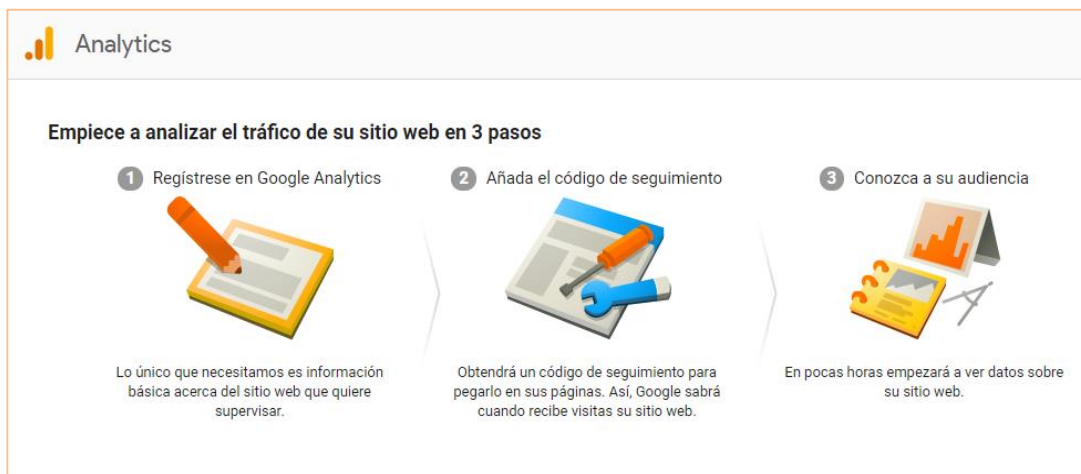 Analytics
Empiece a analizar el tráfico de su sitio web en 3 pasos
1 Regístrese en Google Analytics
Lo único que necesitamos es información
básica acerca del sitio web que quiere
supervisar.
2 Añada el código de seguimiento
Obtendrá un código de seguimiento para
pegarlo en sus páginas. Así, Google sabrá
cuando recibe visitas su sitio web.
3 Conozca a su audiencia
En pocas horas empezará a ver datos sobre
su sitio web.